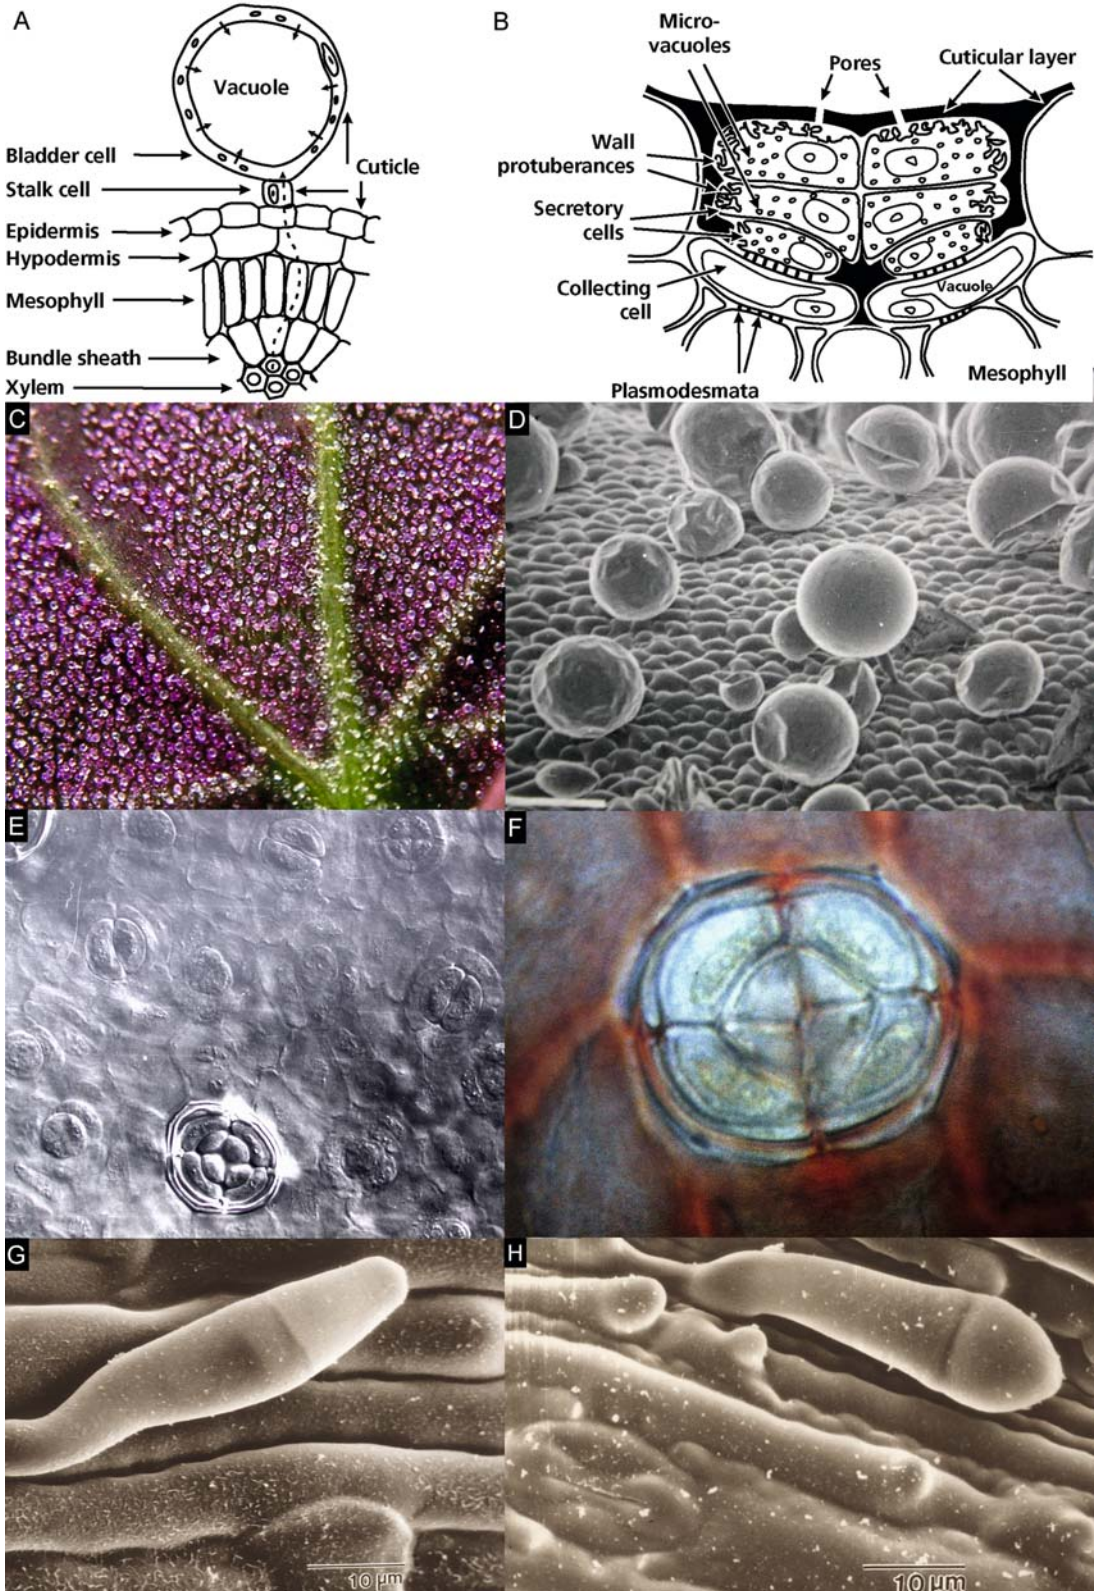 A
Vacuole
Bladder cell
Stalk cell
Cuticle
Epidermis
Hypodermis
Mesophyll
Bundle sheath
Xylem
B
Micro-
vacuoles
Pores
Cuticular layer
Wall
protuberances
Secretory
cells
Collecting
cell
Vacuole
Plasmodesmata
Mesophyll
C
D
E
F
G
10 µm
H
10 µm